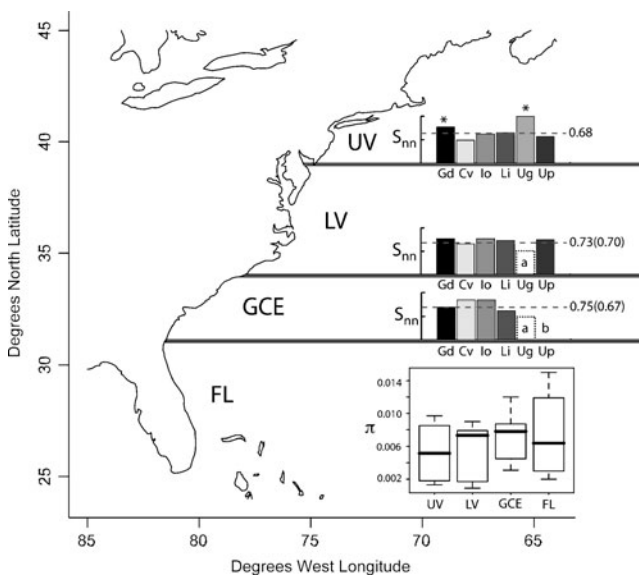 45
40
35
30
25
Degrees North Latitude
85 80 75 70 65
Degrees West Longitude
UV
LV
GCE
FL
* *
Snn
0.68
Gd Cv Io Li Ug Up
Snn
0.73(0.70)
a
Gd Cv Io Li Ug Up
Snn
0.75(0.67)
a b
Gd Cv Io Li Ug Up
π
0.014
0.010
0.006
0.002
UV LV GCE FL